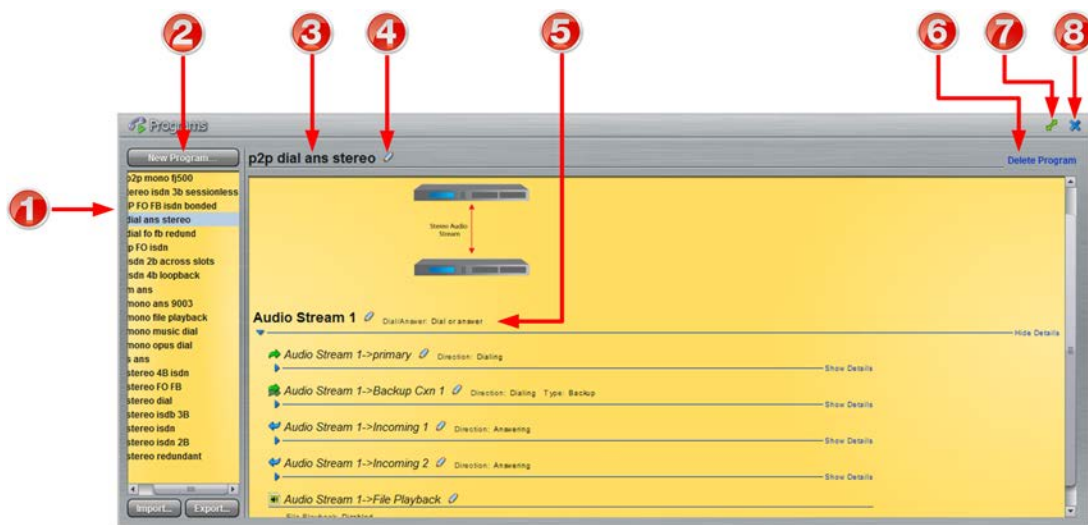 2
3
4
5
6
7
8
1
Programs
New Program...
p2p dial ans stereo
Delete Program
p2p mono fj500
tereo isdn 3b sessionless
P FO FB isdn bonded
dial ans stereo
dial fo fb redund
p FO isdn
isdn 2b across slots
isdn 4b loopback
m ans
mono ans 9003
mono file playback
mono music dial
mono opus dial
s ans
stereo 4B isdn
stereo FO FB
stereo dial
stereo isdb 3B
stereo isdn
stereo isdn 2B
stereo redundant
Import...
Export...
Stereo Audio
Stream
Audio Stream 1 Dial/Answer: Dial or answer
Hide Details
Audio Stream 1->primary Direction: Dialing
Show Details
Audio Stream 1->Backup Cxn 1 Direction: Dialing Type: Backup
Show Details
Audio Stream 1->Incoming 1 Direction: Answering
Show Details
Audio Stream 1->Incoming 2 Direction: Answering
Show Details
Audio Stream 1->File Playback
File Playback: Disabled